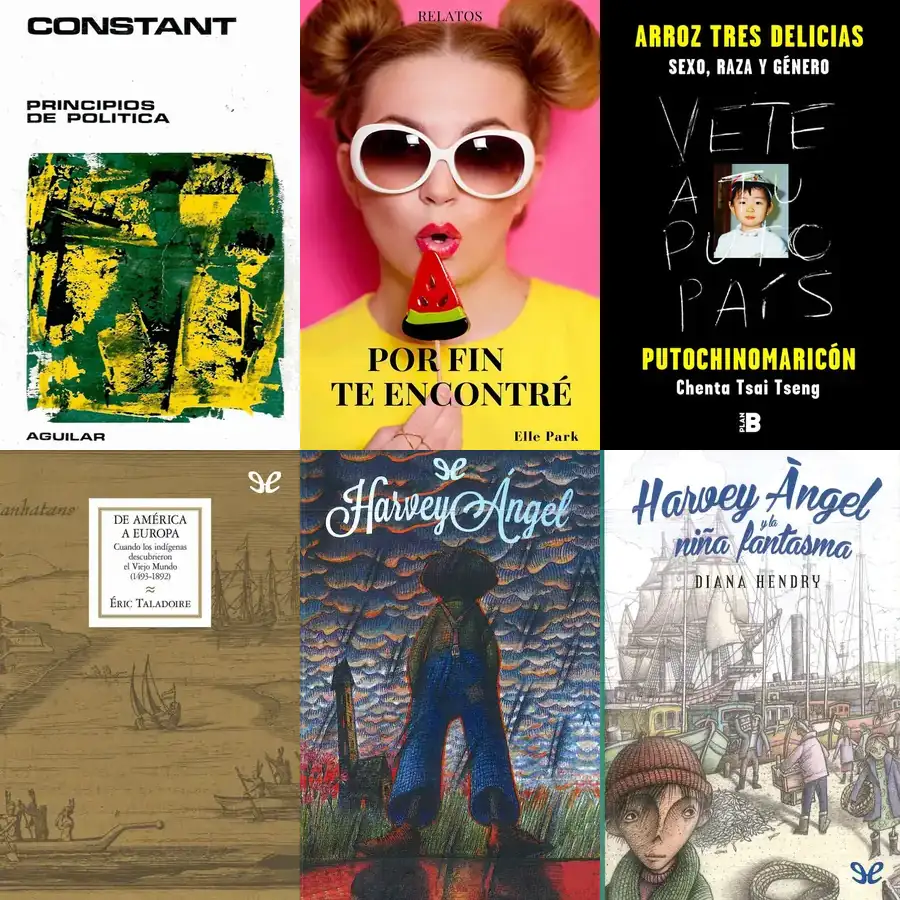 CONSTANT
PRINCIPIOS
DE POLITICA
AGUILAR
RELATOS
POR FIN
TE ENCONTRÉ
Elle Park
ARROZ TRES DELICIAS
SEXO, RAZA Y GÉNERO
VETE
A TU
PUTO
PAÍS
PUTOCHINOMARICÓN
Chenta Tsai Tseng
PLAN B
anhatans
DE AMÉRICA
A EUROPA
Cuando los indígenas
descubrieron
el Viejo Mundo
(1493-1892)
ÉRIC TALADOIRE
Harvey Ángel
Harvey Àngel
y la
niña fantasma
DIANA HENDRY